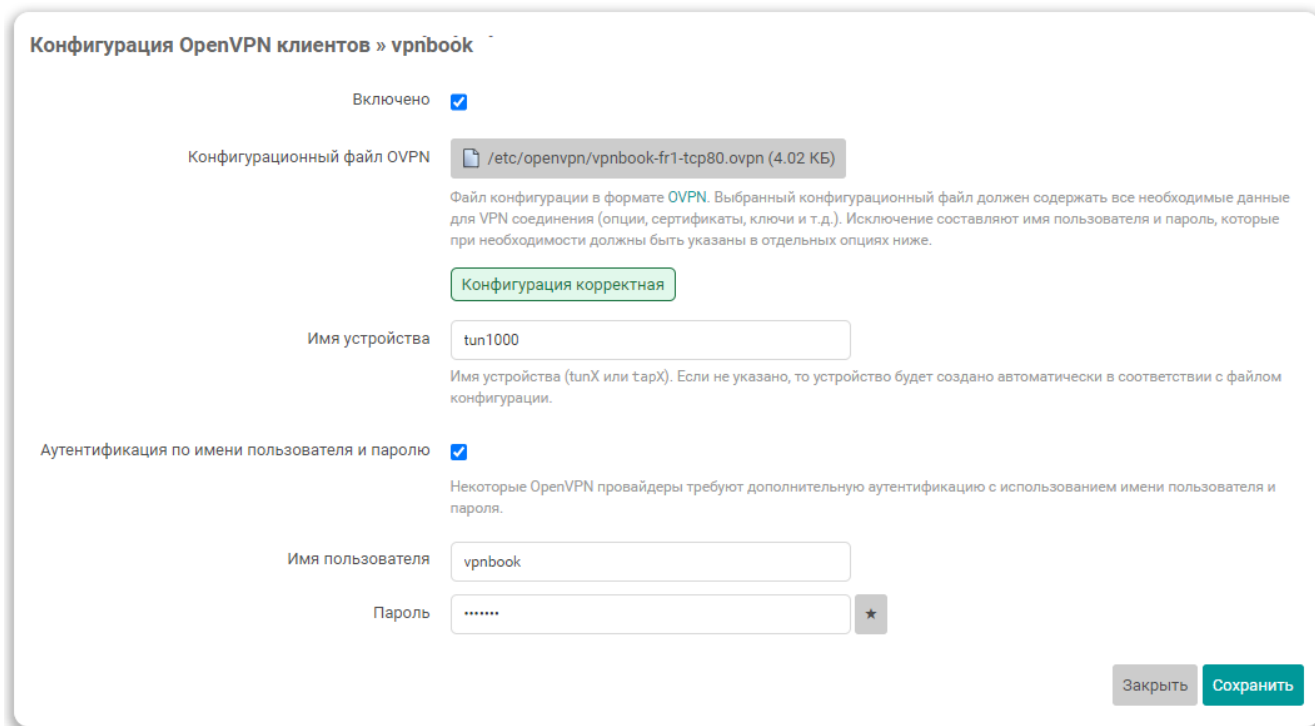 Конфигурация OpenVPN клиентов » vpnbook
Включено
Конфигурационный файл OVPN
/etc/openvpn/vpnbook-fr1-tcp80.ovpn (4.02 КБ)
Файл конфигурации в формате OVPN. Выбранный конфигурационный файл должен содержать все необходимые данные
для VPN соединения (опции, сертификаты, ключи и т.д.). Исключение составляют имя пользователя и пароль, которые
при необходимости должны быть указаны в отдельных опциях ниже.
Конфигурация корректная
Имя устройства
tun1000
Имя устройства (tunX или tapX). Если не указано, то устройство будет создано автоматически в соответствии с файлом
конфигурации.
Аутентификация по имени пользователя и паролю
Некоторые OpenVPN провайдеры требуют дополнительную аутентификацию с использованием имени пользователя и
пароля.
Имя пользователя
vpnbook
Пароль
•••••••
Закрыть
Сохранить